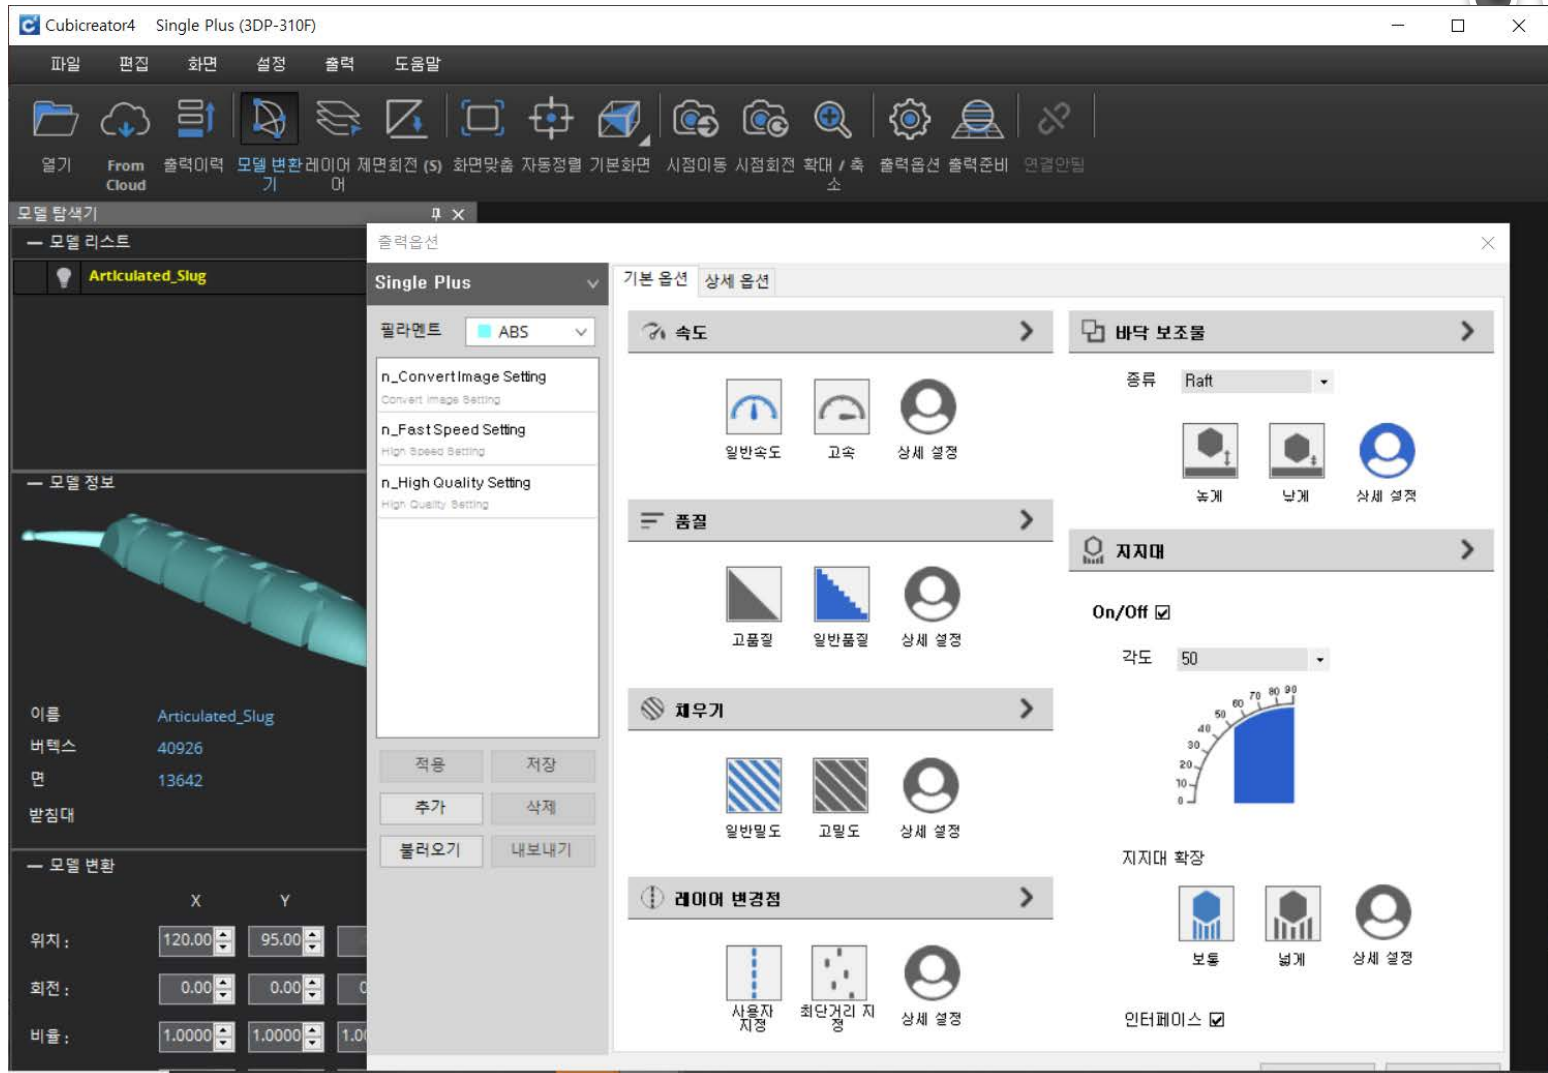 Cubicreator4 Single Plus (3DP-310F)
파일 편집 화면 설정 출력 도움말
열기
From
Cloud
출력이력
모델 변환
기
레이어
어
제면회전 (S)
화면맞춤
자동정렬
기본화면
시점이동
시점회전
확대 / 축
소
출력옵션
출력준비
연결안됨
모델 탐색기
모델 리스트
Articulated_Slug
모델 정보
이름 Articulated_Slug
버텍스 40926
면 13642
받침대
모델 변환
X Y
위치 : 120.00 95.00
회전 : 0.00 0.00 0
비율 : 1.0000 1.0000 1.00
출력옵션
Single Plus
필라멘트 ABS
n_Convert Image Setting
Convert Image Setting
n_Fast Speed Setting
High Speed Setting
n_High Quality Setting
High Quality Setting
적용 저장
추가 삭제
불러오기 내보내기
기본 옵션 상세 옵션
속도
일반속도 고속 상세 설정
품질
고품질 일반품질 상세 설정
채우기
일반밀도 고밀도 상세 설정
레이어 변경점
사용자
지정
최단거리 지
정
상세 설정
바닥 보조물
종류 Raft
높게 낮게 상세 설정
지지대
On/Off
각도 50
0 10 20 30 40 50 60 70 80 90
지지대 확장
보통 넓게 상세 설정
인터페이스